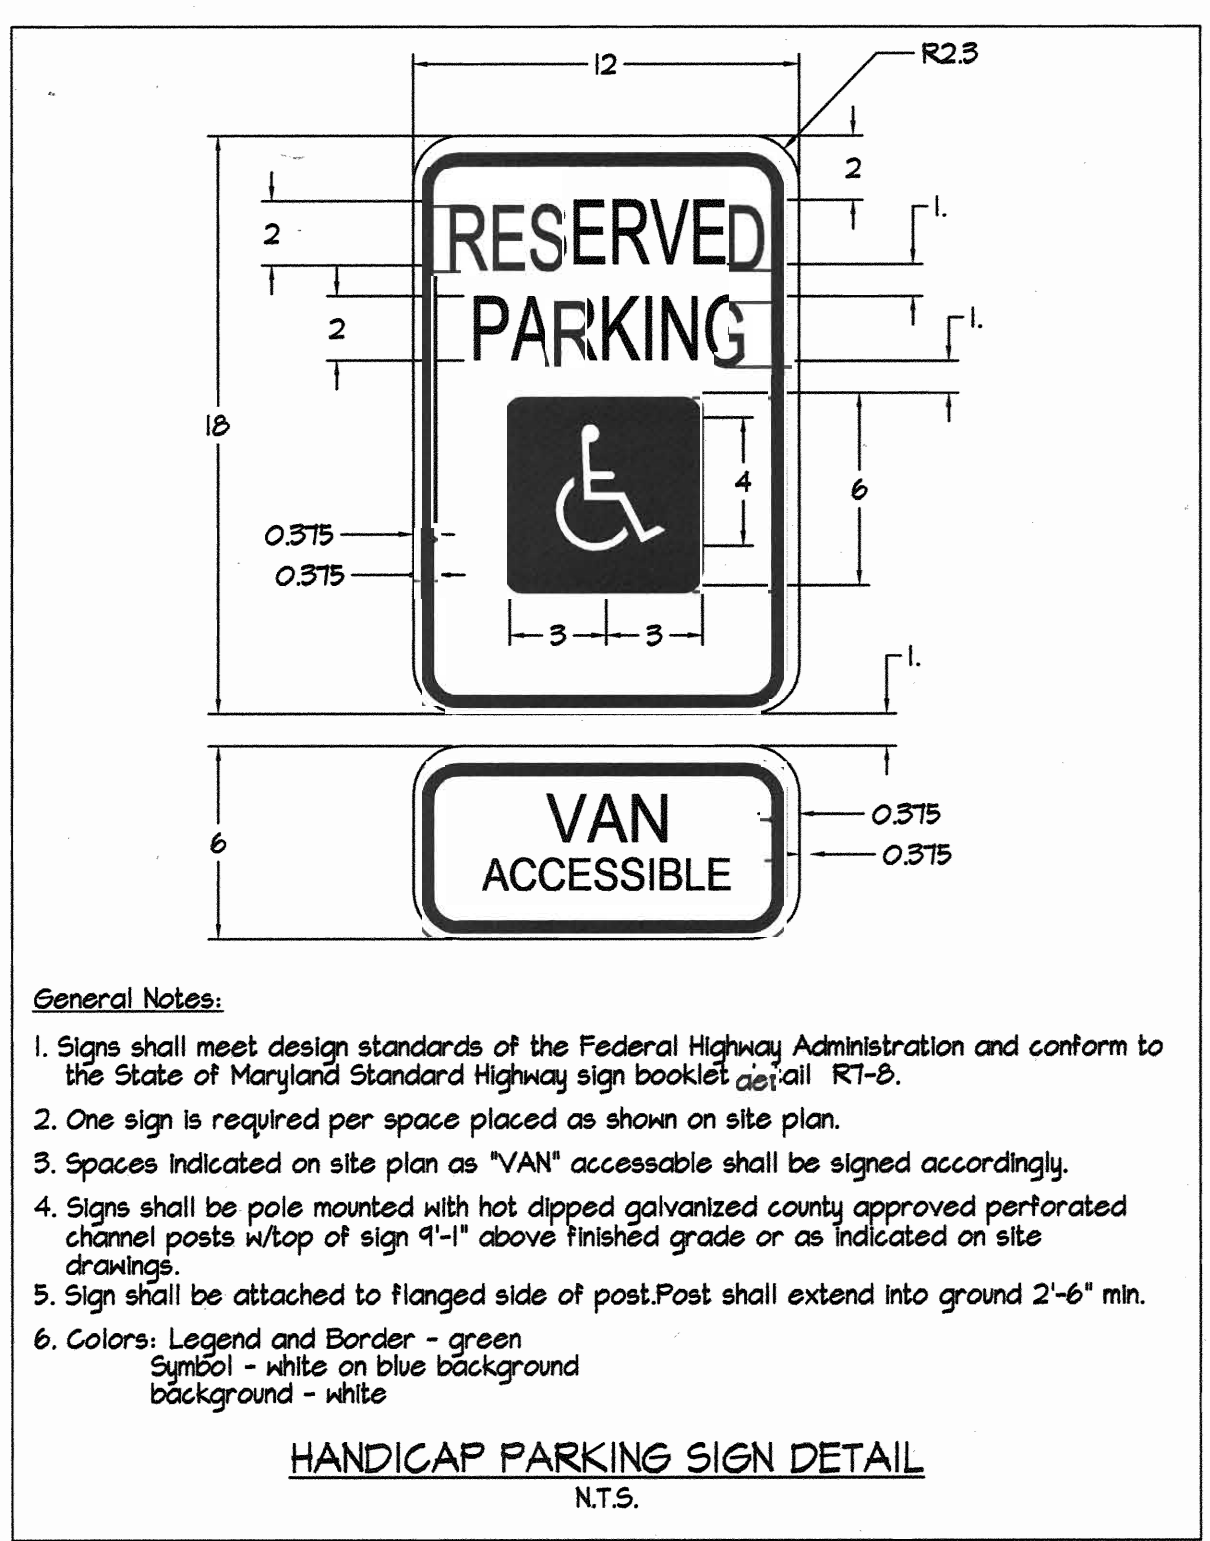 12
R2.3
2
1.
2
2
1.
18
4
6
0.375
0.375
3
3
1.
RESERVED
PARKING
6
VAN
ACCESSIBLE
0.375
0.375
General Notes:
1. Signs shall meet design standards of the Federal Highway Administration and conform to
the State of Maryland Standard Highway sign booklet detail R7-8.
2. One sign is required per space placed as shown on site plan.
3. Spaces indicated on site plan as "VAN" accessable shall be signed accordingly.
4. Signs shall be pole mounted with hot dipped galvanized county approved perforated
channel posts w/top of sign 9'-1" above finished grade or as indicated on site
drawings.
5. Sign shall be attached to flanged side of post.Post shall extend into ground 2'-6" min.
6. Colors: Legend and Border - green
Symbol - white on blue background
background - white
HANDICAP PARKING SIGN DETAIL
N.T.S.